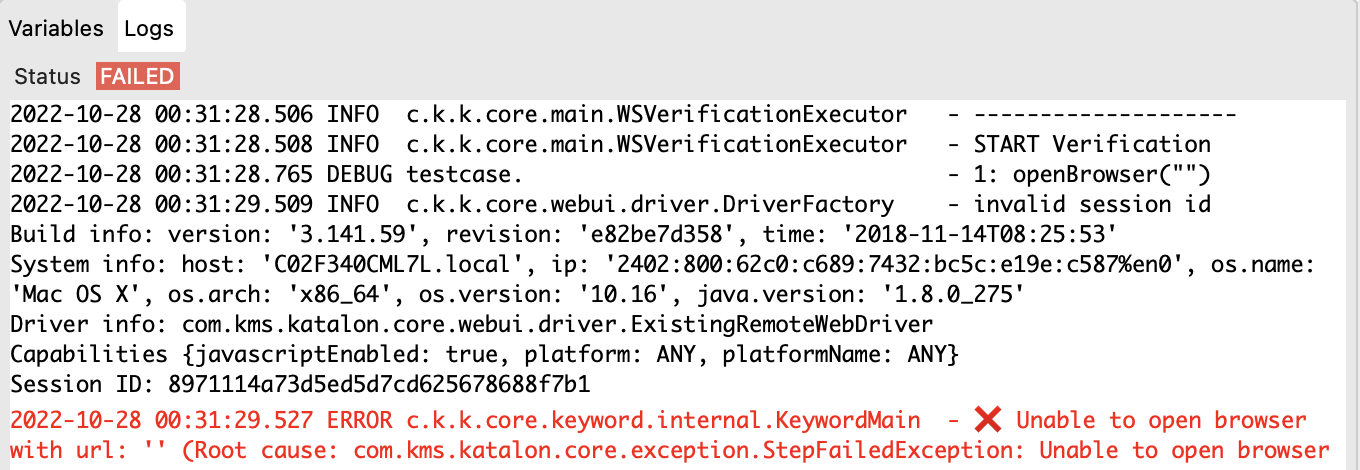 Variables Logs
Status FAILED
2022-10-28 00:31:28.506 INFO  c.k.k.core.main.WSVerificationExecutor   - --------------------
2022-10-28 00:31:28.508 INFO  c.k.k.core.main.WSVerificationExecutor   - START Verification
2022-10-28 00:31:28.765 DEBUG testcase.                                - 1: openBrowser("")
2022-10-28 00:31:29.509 INFO  c.k.k.core.webui.driver.DriverFactory    - invalid session id
Build info: version: '3.141.59', revision: 'e82be7d358', time: '2018-11-14T08:25:53'
System info: host: 'C02F340CML7L.local', ip: '2402:800:62c0:c689:7432:bc5c:e19e:c587%en0', os.name:
'Mac OS X', os.arch: 'x86_64', os.version: '10.16', java.version: '1.8.0_275'
Driver info: com.kms.katalon.core.webui.driver.ExistingRemoteWebDriver
Capabilities {javascriptEnabled: true, platform: ANY, platformName: ANY}
Session ID: 8971114a73d5ed5d7cd625678688f7b1
2022-10-28 00:31:29.527 ERROR c.k.k.core.keyword.internal.KeywordMain  - ❌ Unable to open browser
with url: '' (Root cause: com.kms.katalon.core.exception.StepFailedException: Unable to open browser